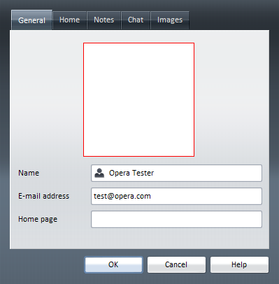 General Home Notes Chat Images
Name Opera Tester
E-mail address test@opera.com
Home page
OK Cancel Help